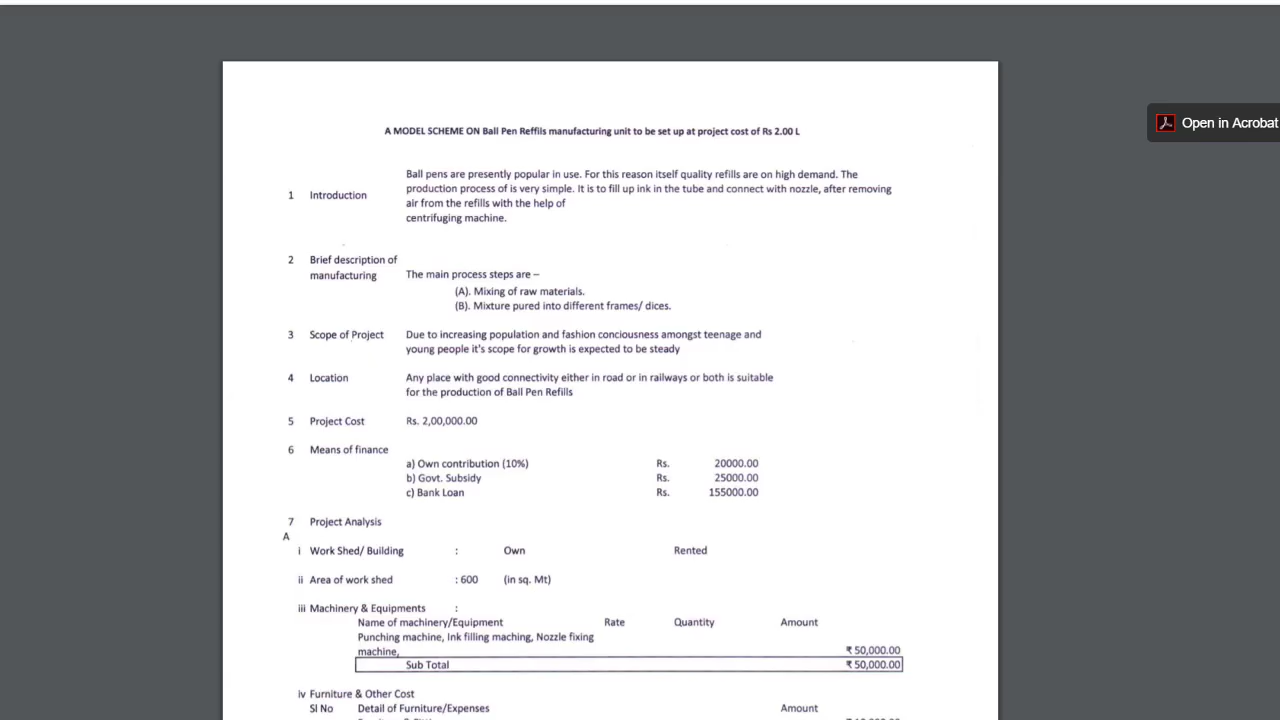 Open in Acrobat
A MODEL SCHEME ON Ball Pen Reffils manufacturing unit to be set up at project cost of Rs 2.00 L
1 Introduction Ball pens are presently popular in use. For this reason itself quality refills are on high demand. The
production process of is very simple. It is to fill up ink in the tube and connect with nozzle, after removing
air from the refills with the help of
centrifuging machine.
2 Brief description of
manufacturing The main process steps are –
(A). Mixing of raw materials.
(B). Mixture pured into different frames/ dices.
3 Scope of Project Due to increasing population and fashion conciousness amongst teenage and
young people it's scope for growth is expected to be steady
4 Location Any place with good connectivity either in road or in railways or both is suitable
for the production of Ball Pen Refills
5 Project Cost Rs. 2,00,000.00
6 Means of finance
a) Own contribution (10%) Rs. 20000.00
b) Govt. Subsidy Rs. 25000.00
c) Bank Loan Rs. 155000.00
7 Project Analysis
A
i Work Shed/ Building : Own Rented
ii Area of work shed : 600 (in sq. Mt)
iii Machinery & Equipments :
Name of machinery/Equipment Rate Quantity Amount
Punching machine, Ink filling maching, Nozzle fixing
machine, ₹ 50,000.00
Sub Total ₹ 50,000.00
iv Furniture & Other Cost
Sl No Detail of Furniture/Expenses Amount